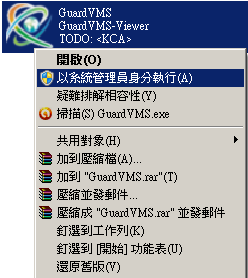 GuardVMS
GuardVMS-Viewer
TODO: <KCA>
開啟(O)
以系統管理員身分執行(A)
疑難排解相容性(Y)
掃描(S) GuardVMS.exe
共用對象(H)
加到壓縮檔(A)...
加到 "GuardVMS.rar"(T)
壓縮並發郵件...
壓縮成 "GuardVMS.rar" 並發郵件
釘選到工作列(K)
釘選到 [開始] 功能表(U)
還原舊版(V)